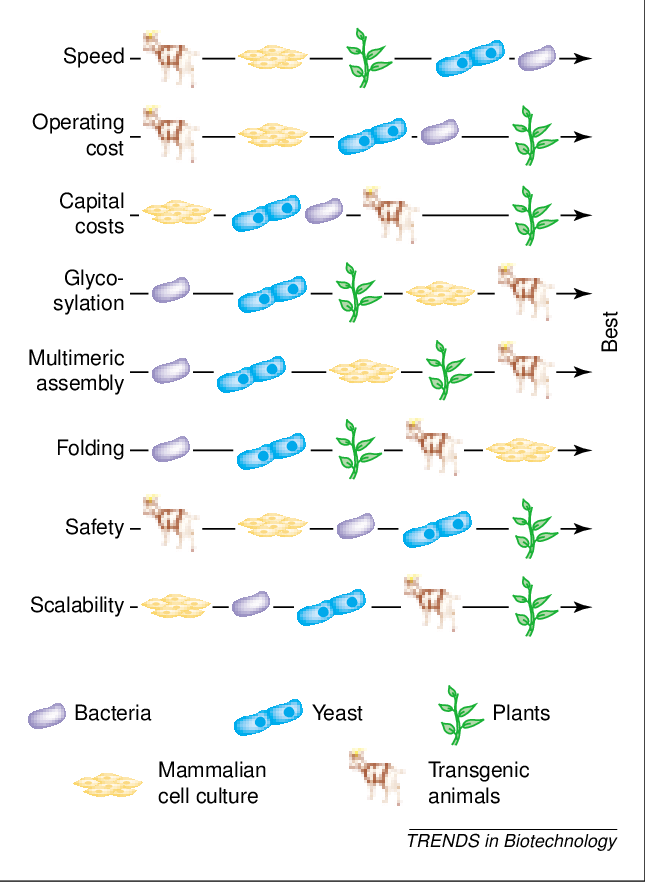 Speed
Operating
cost
Capital
costs
Glyco-
sylation
Multimeric
assembly
Folding
Safety
Scalability
Best
Bacteria
Yeast
Plants
Mammalian
cell culture
Transgenic
animals
TRENDS in Biotechnology